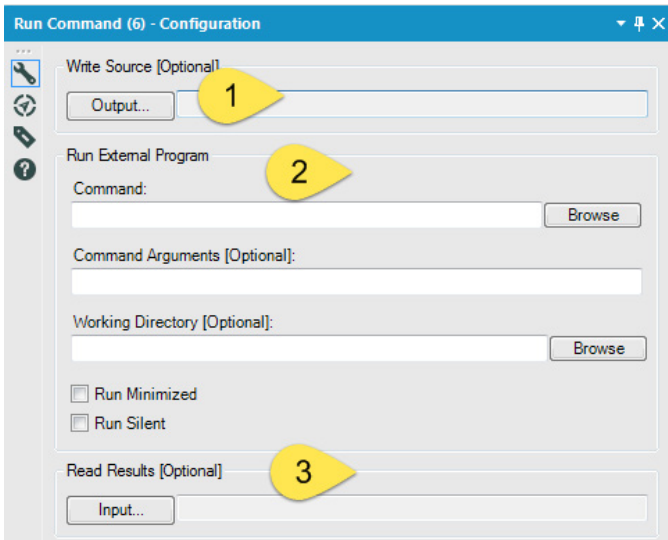 Run Command (6) - Configuration
Write Source [Optional]
Output...
1
Run External Program
2
Command:
Browse
Command Arguments [Optional]:
Working Directory [Optional]:
Browse
Run Minimized
Run Silent
Read Results [Optional]
3
Input...